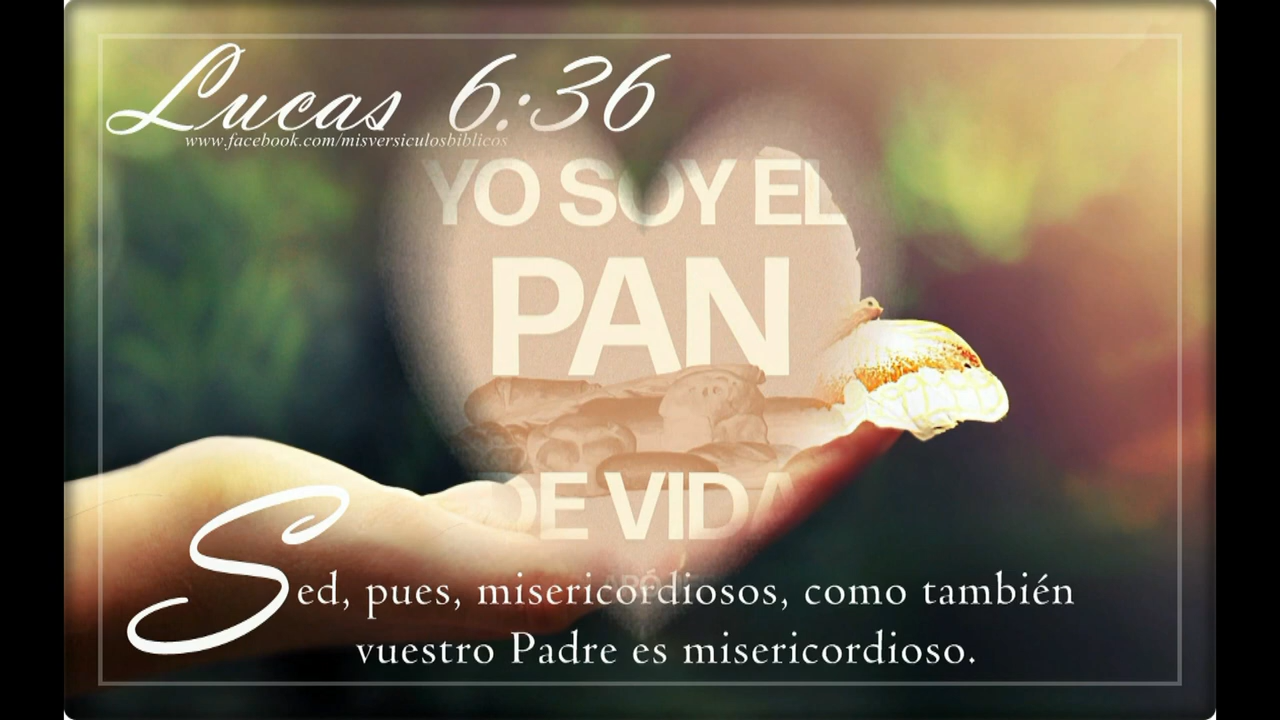 Lucas 6:36
www.facebook.com/misversiculosbiblicos
YO SOY EL
PAN
DE VIDA
Sed, pues, misericordiosos, como también
vuestro Padre es misericordioso.